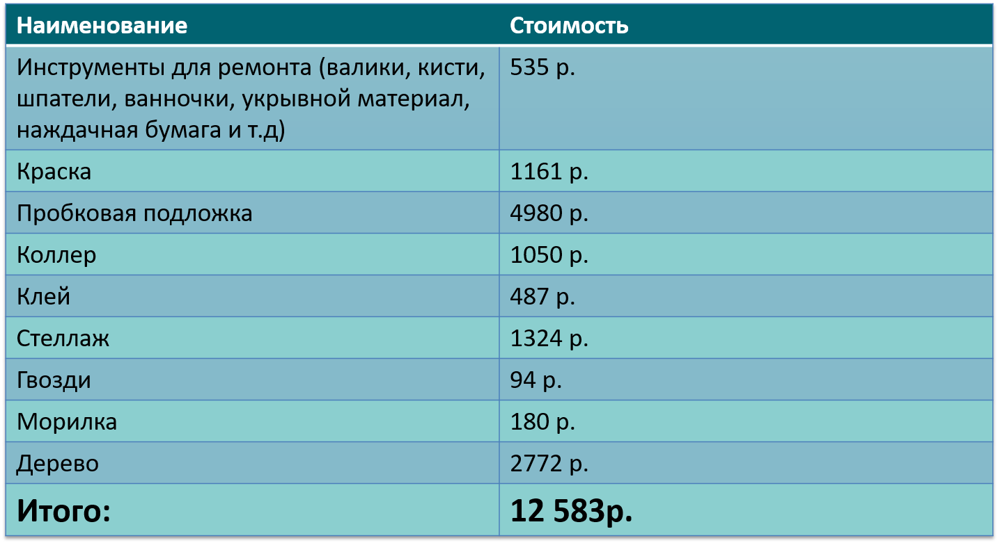 Наименование Стоимость
Инструменты для ремонта (валики, кисти, 535 р.
шпатели, ванночки, укрывной материал,
наждачная бумага и т.д)
Краска 1161 р.
Пробковая подложка 4980 р.
Коллер 1050 р.
Клей 487 р.
Стеллаж 1324 р.
Гвозди 94 р.
Морилка 180 р.
Дерево 2772 р.
Итого: 12 583р.